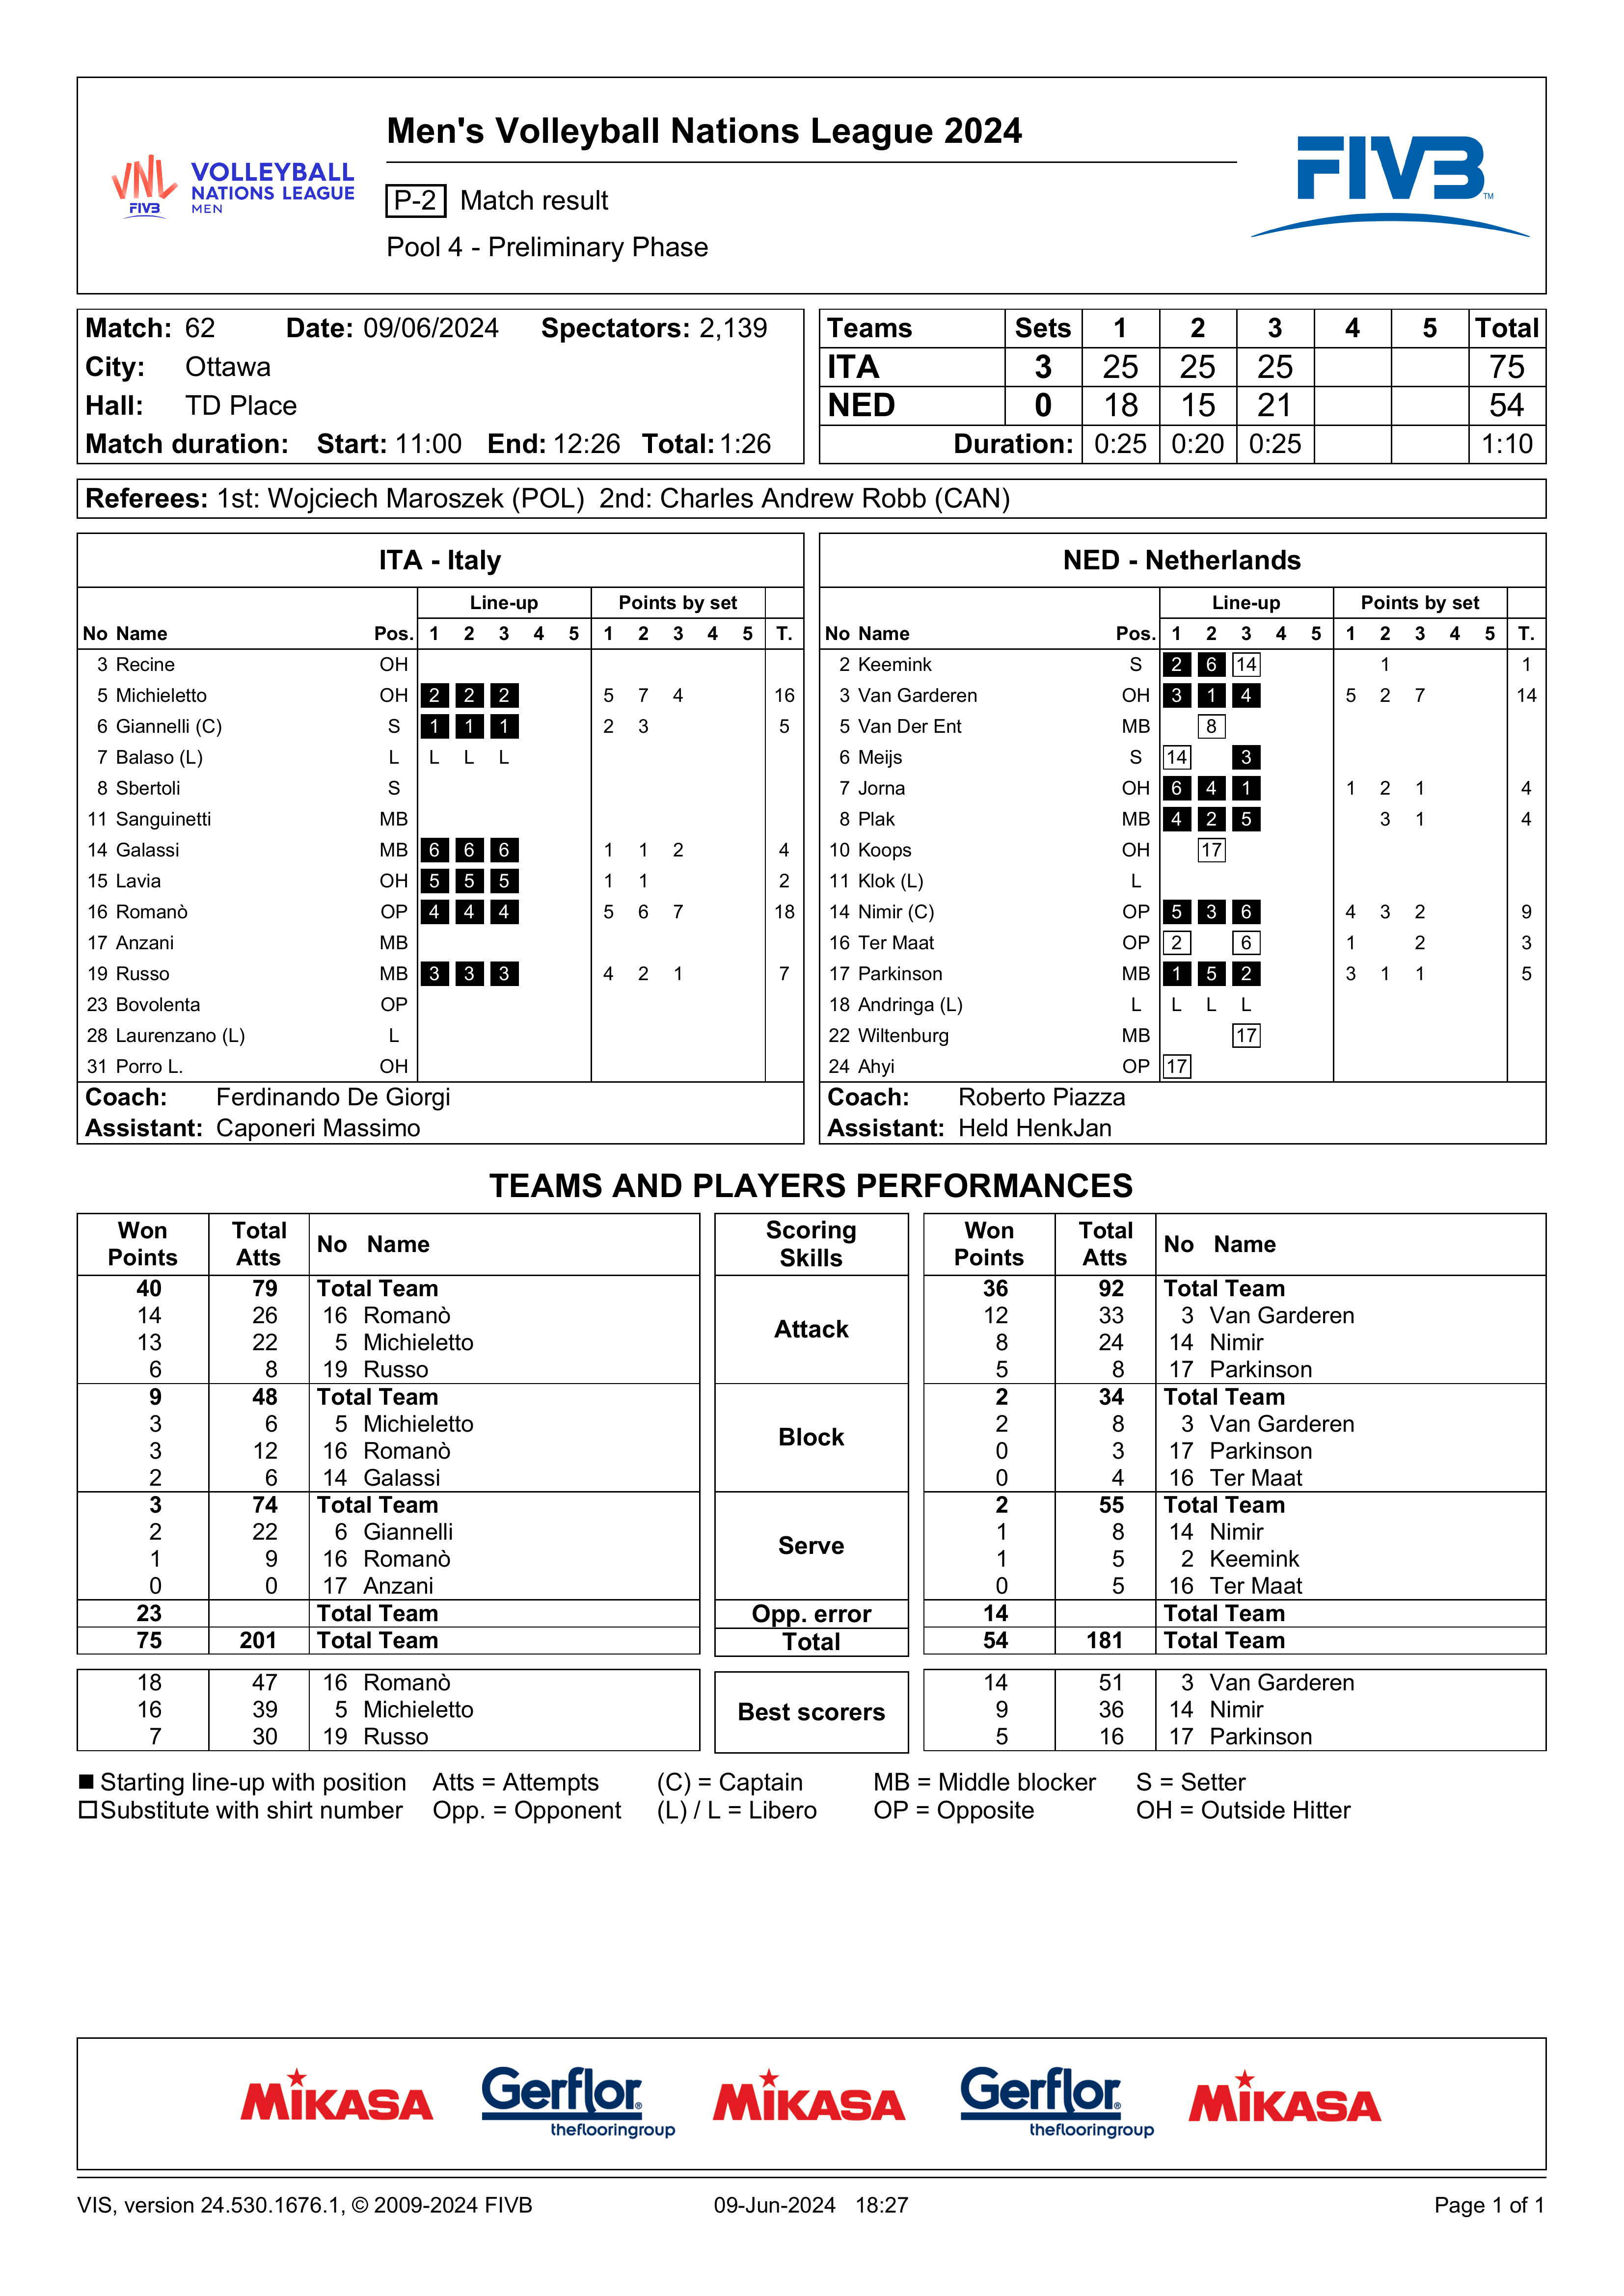 Men's Volleyball Nations League 2024
VNL FIVB VOLLEYBALL NATIONS LEAGUE MEN
P-2 Match result
Pool 4 - Preliminary Phase
FIVB TM
Match: 62 Date: 09/06/2024 Spectators: 2,139
City: Ottawa
Hall: TD Place
Match duration: Start: 11:00 End: 12:26 Total: 1:26
Teams Sets 1 2 3 4 5 Total
ITA 3 25 25 25 75
NED 0 18 15 21 54
Duration: 0:25 0:20 0:25 1:10
Referees: 1st: Wojciech Maroszek (POL) 2nd: Charles Andrew Robb (CAN)
ITA - Italy
Line-up Points by set
No Name Pos. 1 2 3 4 5 1 2 3 4 5 T.
3 Recine OH
5 Michieletto OH 2 2 2 5 7 4 16
6 Giannelli (C) S 1 1 1 2 3 5
7 Balaso (L) L L L L
8 Sbertoli S
11 Sanguinetti MB
14 Galassi MB 6 6 6 1 1 2 4
15 Lavia OH 5 5 5 1 1 2
16 Romanò OP 4 4 4 5 6 7 18
17 Anzani MB
19 Russo MB 3 3 3 4 2 1 7
23 Bovolenta OP
28 Laurenzano (L) L
31 Porro L. OH
Coach: Ferdinando De Giorgi
Assistant: Caponeri Massimo
NED - Netherlands
Line-up Points by set
No Name Pos. 1 2 3 4 5 1 2 3 4 5 T.
2 Keemink S 2 6 14 1 1
3 Van Garderen OH 3 1 4 5 2 7 14
5 Van Der Ent MB 8
6 Meijs S 14 3
7 Jorna OH 6 4 1 1 2 1 4
8 Plak MB 4 2 5 3 1 4
10 Koops OH 17
11 Klok (L) L
14 Nimir (C) OP 5 3 6 4 3 2 9
16 Ter Maat OP 2 6 1 2 3
17 Parkinson MB 1 5 2 3 1 1 5
18 Andringa (L) L L L L
22 Wiltenburg MB 17
24 Ahyi OP 17
Coach: Roberto Piazza
Assistant: Held HenkJan
TEAMS AND PLAYERS PERFORMANCES
Won Points Total Atts No Name Scoring Skills Won Points Total Atts No Name
40 79 Total Team Attack 36 92 Total Team
14 26 16 Romanò 12 33 3 Van Garderen
13 22 5 Michieletto 8 24 14 Nimir
6 8 19 Russo 5 8 17 Parkinson
9 48 Total Team Block 2 34 Total Team
3 6 5 Michieletto 2 8 3 Van Garderen
3 12 16 Romanò 0 3 17 Parkinson
2 6 14 Galassi 0 4 16 Ter Maat
3 74 Total Team Serve 2 55 Total Team
2 22 6 Giannelli 1 8 14 Nimir
1 9 16 Romanò 1 5 2 Keemink
0 0 17 Anzani 0 5 16 Ter Maat
23 Total Team Opp. error 14 Total Team
75 201 Total Team Total 54 181 Total Team
18 47 16 Romanò Best scorers 14 51 3 Van Garderen
16 39 5 Michieletto 9 36 14 Nimir
7 30 19 Russo 5 16 17 Parkinson
Starting line-up with position Atts = Attempts (C) = Captain MB = Middle blocker S = Setter
Substitute with shirt number Opp. = Opponent (L) / L = Libero OP = Opposite OH = Outside Hitter
MIKASA Gerflor® theflooringgroup MIKASA Gerflor® theflooringgroup MIKASA
VIS, version 24.530.1676.1, © 2009-2024 FIVB 09-Jun-2024 18:27 Page 1 of 1